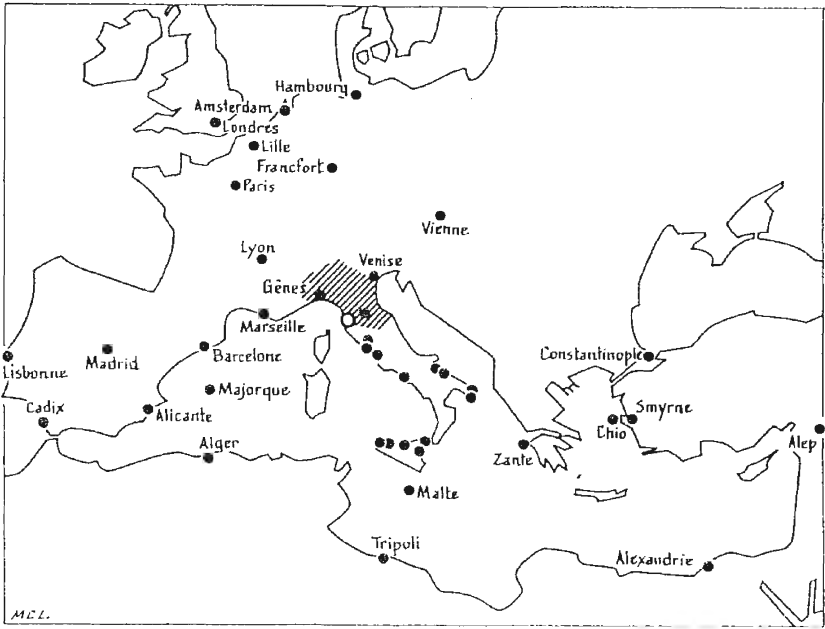 Hambourg
Amsterdam
Londres
Lille
Francfort
Paris
Vienne
Lyon
Venise
Gênes
Marseille
Lisbonne
Madrid
Barcelone
Constantinople
Majorque
Cadix
Alicante
Chio
Smyrne
Alger
Zante
Alep
Malte
Tripoli
Alexandrie
MCL.